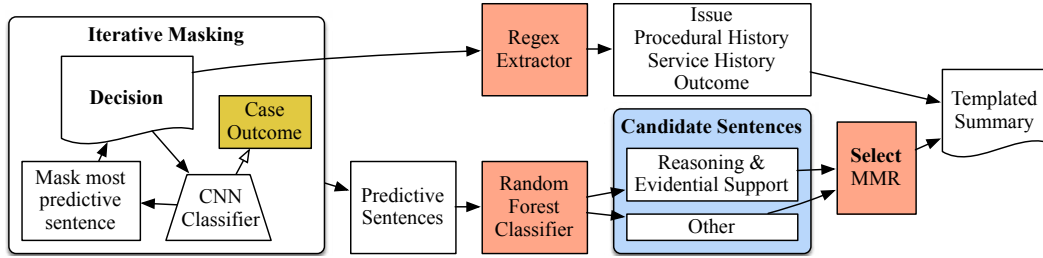 Iterative Masking
Decision
Case
Outcome
Mask most
predictive
sentence
CNN
Classifier
Regex
Extractor
Issue
Procedural History
Service History
Outcome
Predictive
Sentences
Random
Forest
Classifier
Candidate Sentences
Reasoning &
Evidential Support
Other
Select
MMR
Templated
Summary